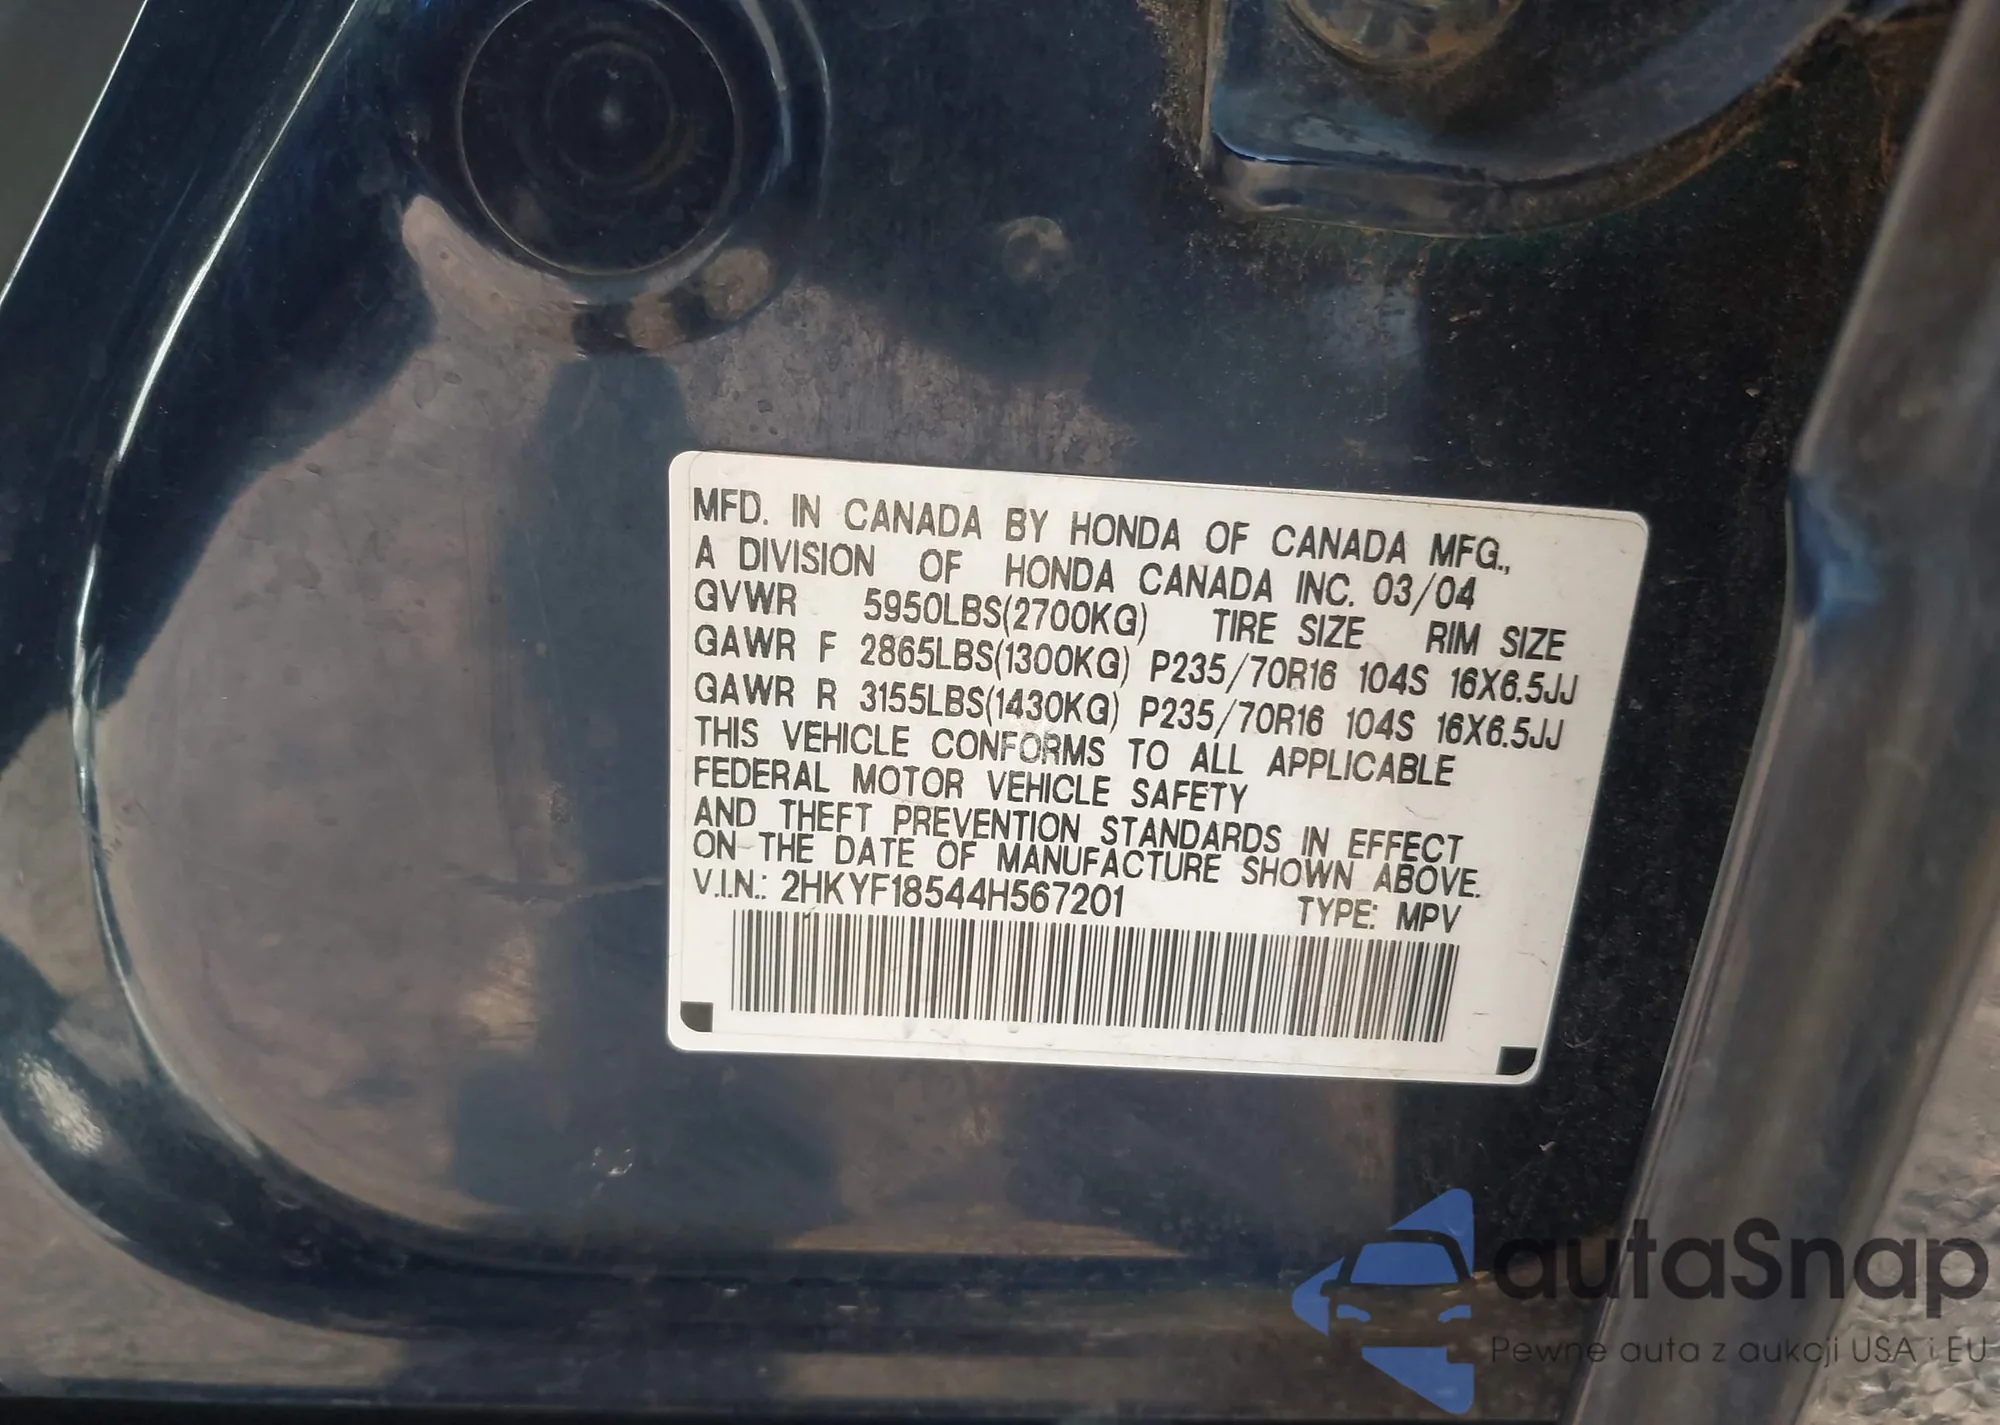 MFD. IN CANADA BY HONDA OF CANADA MFG.,
A DIVISION OF HONDA CANADA INC. 03/04
GVWR 5950LBS(2700KG) TIRE SIZE RIM SIZE
GAWR F 2865LBS(1300KG) P235/70R16 104S 16X6.5JJ
GAWR R 3155LBS(1430KG) P235/70R16 104S 16X6.5JJ
THIS VEHICLE CONFORMS TO ALL APPLICABLE
FEDERAL MOTOR VEHICLE SAFETY
AND THEFT PREVENTION STANDARDS IN EFFECT
ON THE DATE OF MANUFACTURE SHOWN ABOVE.
V.I.N.: 2HKYF18544H567201 TYPE: MPV
autaSnap
Pewne auta z aukcji USA i EU